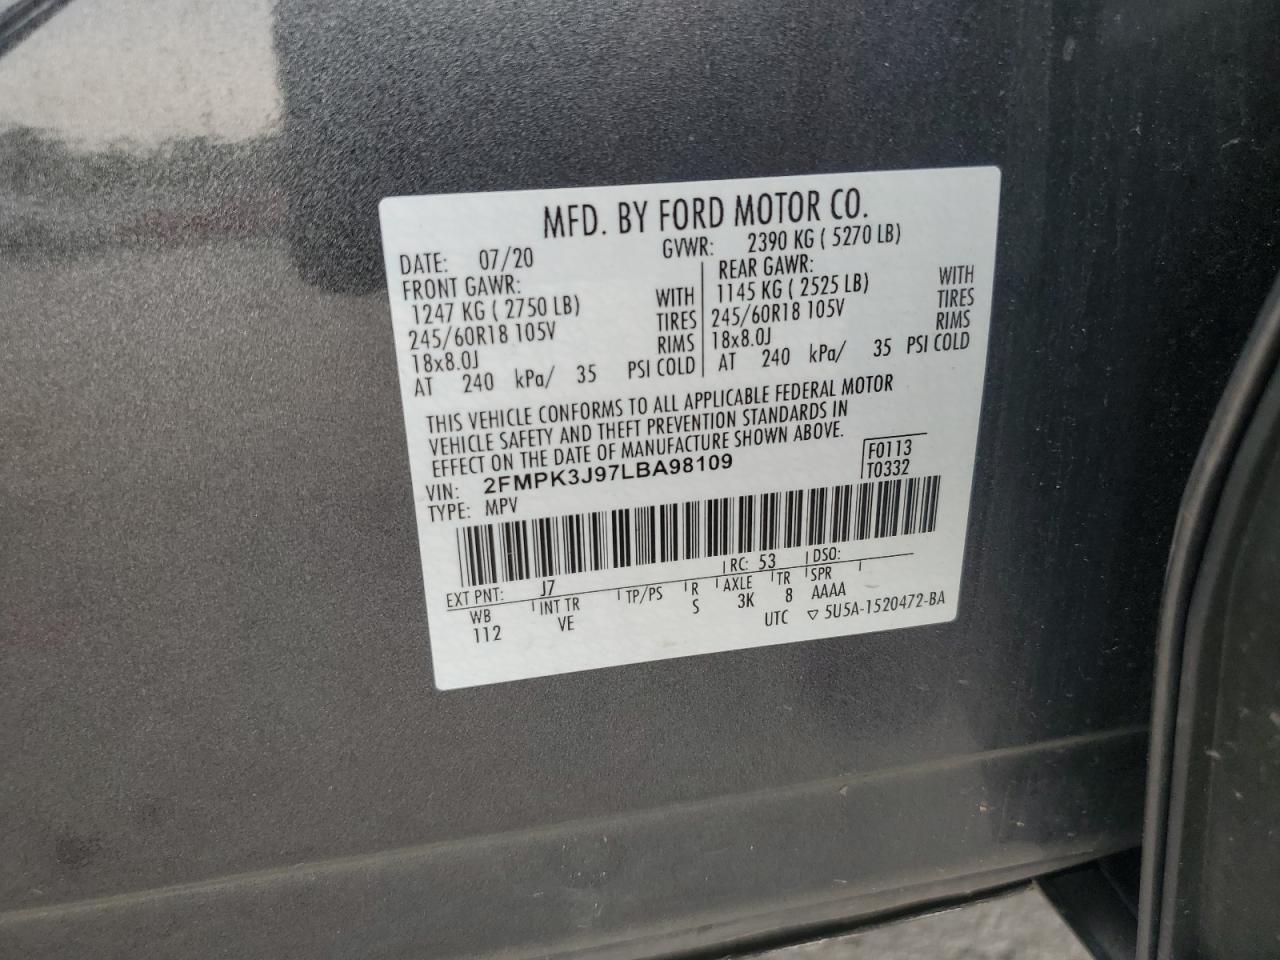 MFD. BY FORD MOTOR CO.
DATE: 07/20 GVWR: 2390 KG ( 5270 LB)
FRONT GAWR: REAR GAWR:
1247 KG ( 2750 LB) WITH 1145 KG ( 2525 LB) WITH
245/60R18 105V TIRES 245/60R18 105V TIRES
18x8.0J RIMS 18x8.0J RIMS
AT 240 kPa/ 35 PSI COLD AT 240 kPa/ 35 PSI COLD
THIS VEHICLE CONFORMS TO ALL APPLICABLE FEDERAL MOTOR
VEHICLE SAFETY AND THEFT PREVENTION STANDARDS IN
EFFECT ON THE DATE OF MANUFACTURE SHOWN ABOVE.
VIN: 2FMPK3J97LBA98109 F0113
TYPE: MPV T0332
EXT PNT: J7 RC: 53 DSO:
WB INT TR TP/PS R AXLE TR SPR
112 VE S 3K 8 AAAA
UTC ▽ 5U5A-1520472-BA